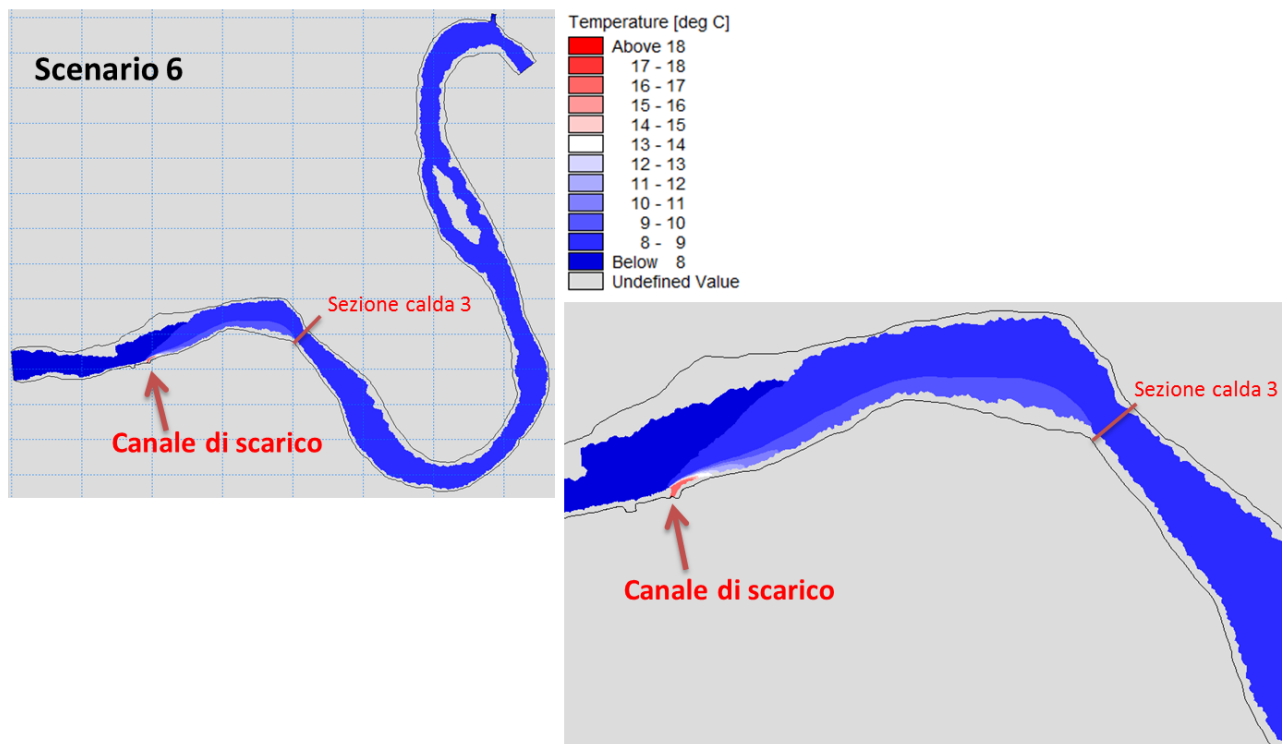 Scenario 6
Sezione calda 3
Canale di scarico
Temperature [deg C]
Above 18
17 - 18
16 - 17
15 - 16
14 - 15
13 - 14
12 - 13
11 - 12
10 - 11
9 - 10
8 - 9
Below 8
Undefined Value
Sezione calda 3
Canale di scarico